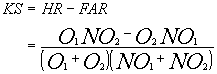 KS = HR − FAR
= (O₁NO₂ − O₂NO₁) / ((O₁ + O₂)(NO₁ + NO₂))